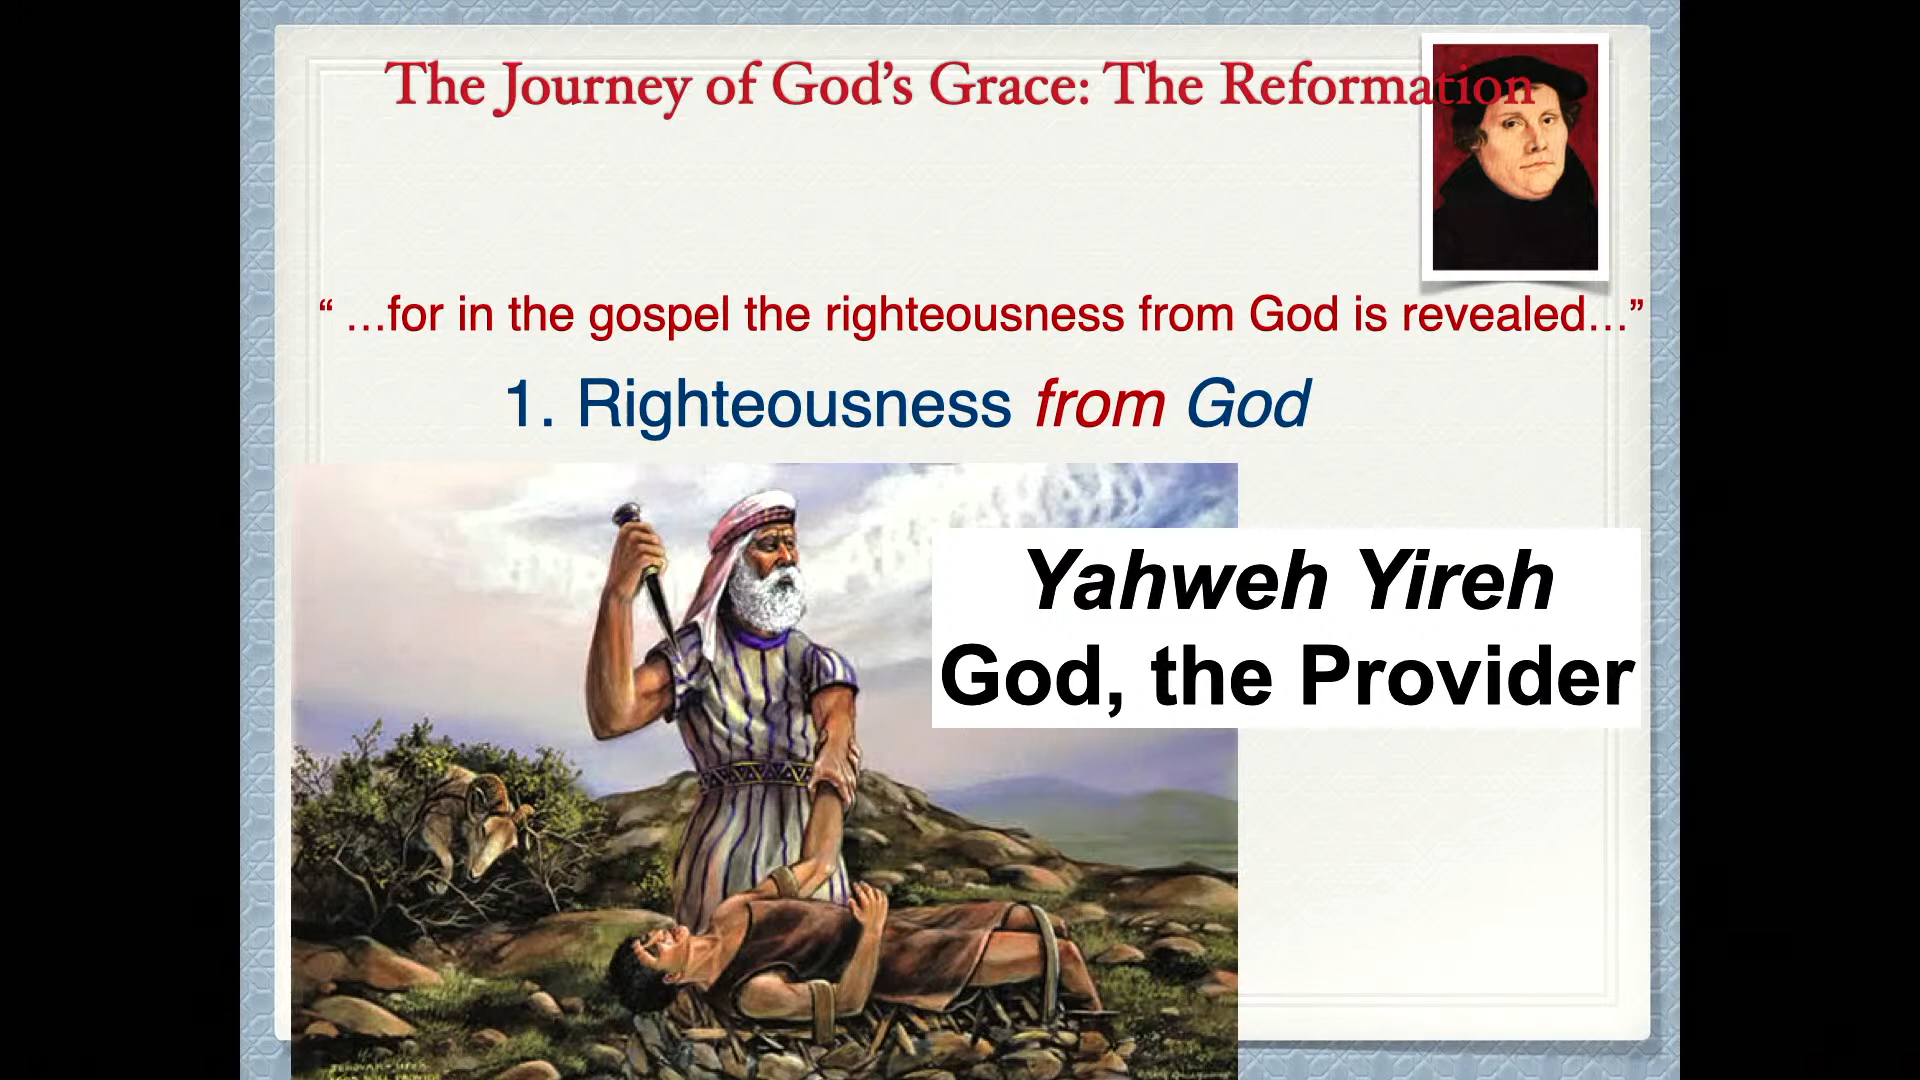 The Journey of God’s Grace: The Reformation
“ …for in the gospel the righteousness from God is revealed…”
1. Righteousness from God
Yahweh Yireh
God, the Provider